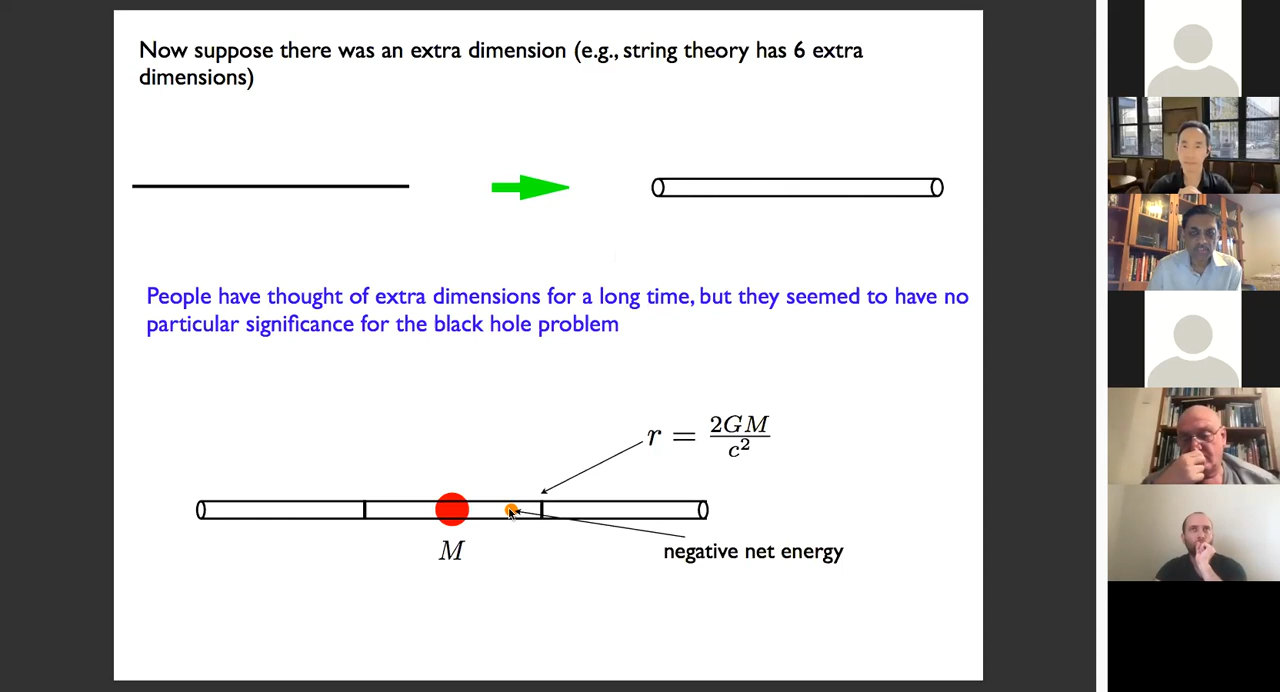 Now suppose there was an extra dimension (e.g., string theory has 6 extra
dimensions)
People have thought of extra dimensions for a long time, but they seemed to have no
particular significance for the black hole problem
r = 2GM/c²
M
negative net energy